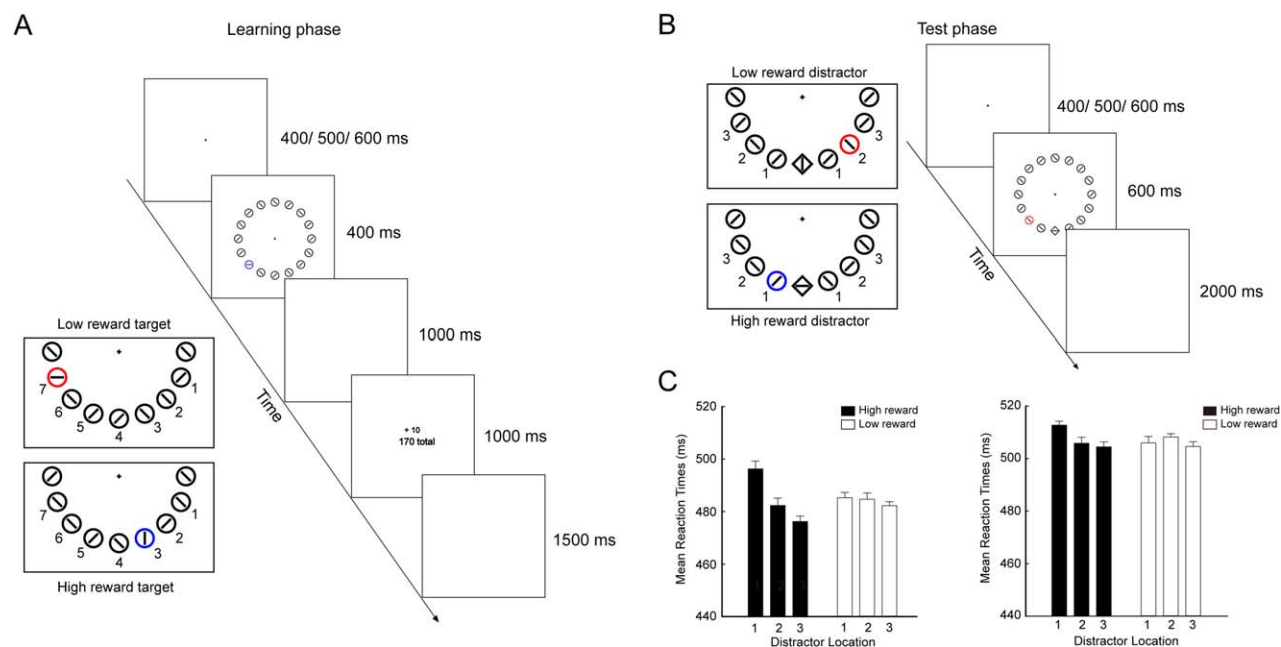 A
Learning phase
400/ 500/ 600 ms
400 ms
1000 ms
+ 10
170 total
1000 ms
1500 ms
Time
Low reward target
7
6
5
4
3
2
1
7
6
5
4
3
2
1
High reward target
B
Test phase
Low reward distractor
3
2
1
1
2
3
3
2
1
1
2
3
High reward distractor
400/ 500/ 600 ms
600 ms
2000 ms
Time
C
520
500
480
460
440
Mean Reaction Times (ms)
High reward
Low reward
1 2 3
1 2 3 1 2 3
Distractor Location
520
500
480
460
440
Mean Reaction Times (ms)
High reward
Low reward
1 2 3 1 2 3
Distractor Location